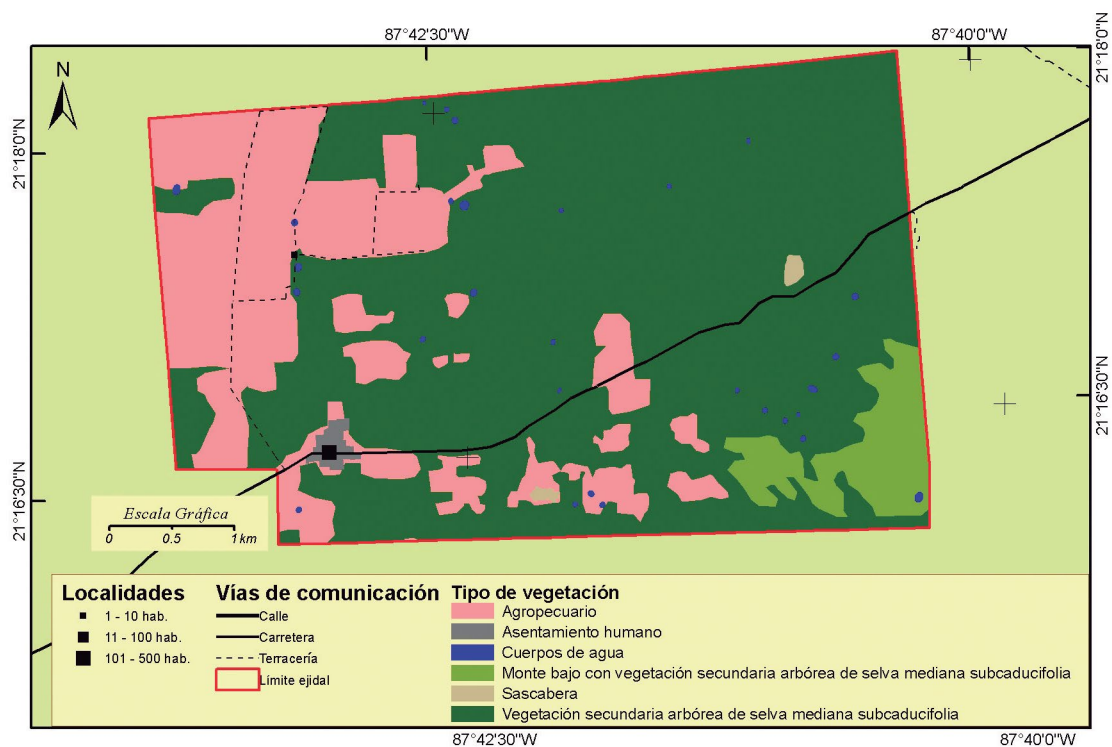 87°42'30"W
87°40'0"W
N
21°18'0"N
21°18'0"N
21°16'30"N
21°16'30"N
Escala Gráfica
0 0.5 1 km
Localidades
1 - 10 hab.
11 - 100 hab.
101 - 500 hab.
Vías de comunicación
Calle
Carretera
Terracería
Límite ejidal
Tipo de vegetación
Agropecuario
Asentamiento humano
Cuerpos de agua
Monte bajo con vegetación secundaria arbórea de selva mediana subcaducifolia
Sascabera
Vegetación secundaria arbórea de selva mediana subcaducifolia
87°42'30"W
87°40'0"W